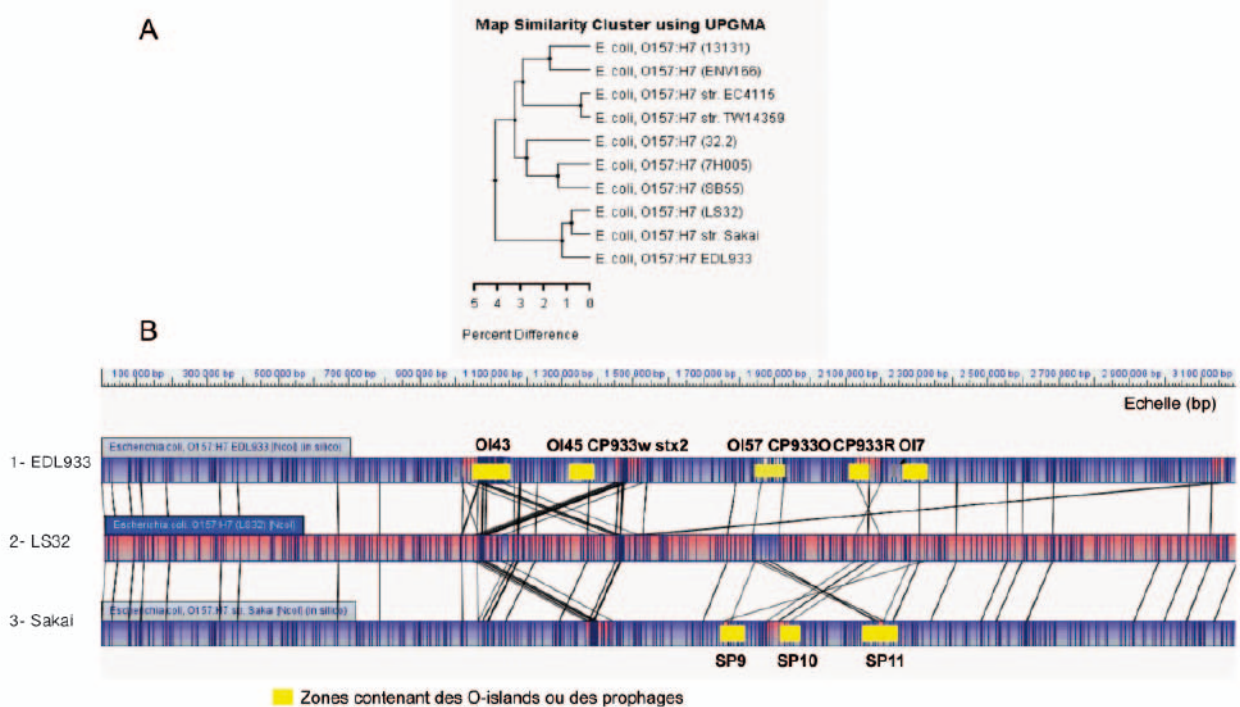 A
Map Similarity Cluster using UPGMA
E. coli, O157:H7 (13131)
E. coli, O157:H7 (ENV166)
E. coli, O157:H7 str. EC4115
E. coli, O157:H7 str. TW14359
E. coli, O157:H7 (32.2)
E. coli, O157:H7 (7H005)
E. coli, O157:H7 (SB55)
E. coli, O157:H7 (LS32)
E. coli, O157:H7 str. Sakai
E. coli, O157:H7 EDL933
5 4 3 2 1 0
Percent Difference
B
100,000 bp 300,000 bp 500,000 bp 700,000 bp 900,000 bp 1 100,000 bp 1 300,000 bp 1 500,000 bp 1 700,000 bp 1 900,000 bp 2 100,000 bp 2 300,000 bp 2 500,000 bp 2 700,000 bp 2 900,000 bp 3 100,000 bp
Echelle (bp)
Escherichia coli, O157:H7 EDL933 [NcoI] (in silico)
OI43 OI45 CP933w stx2 OI57 CP933O CP933R OI7
1- EDL933
Escherichia coli, O157:H7 (LS32) [NcoI]
2- LS32
Escherichia coli, O157:H7 str. Sakai [NcoI] (in silico)
3- Sakai
SP9 SP10 SP11
Zones contenant des O-islands ou des prophages